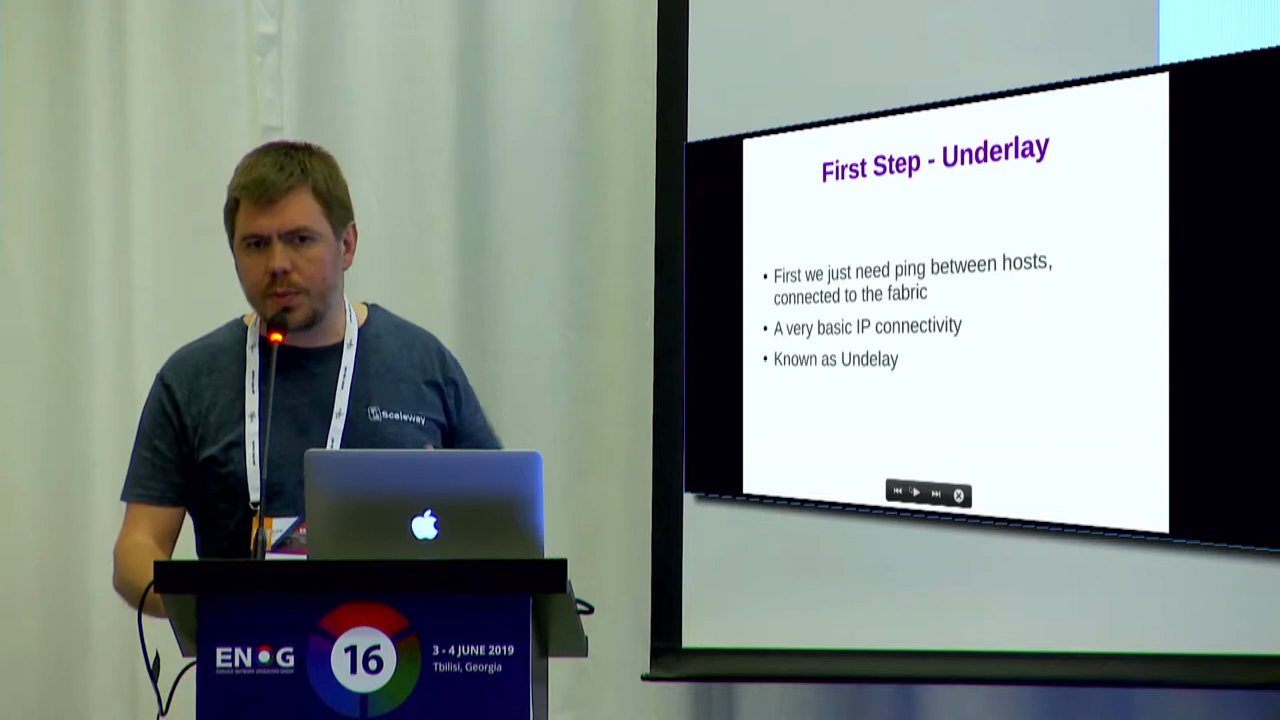 First Step - Underlay
• First we just need ping between hosts,
connected to the fabric
• A very basic IP connectivity
• Known as Undelay
Scaleway
ENOG
16
3 - 4 JUNE 2019
Tbilisi, Georgia